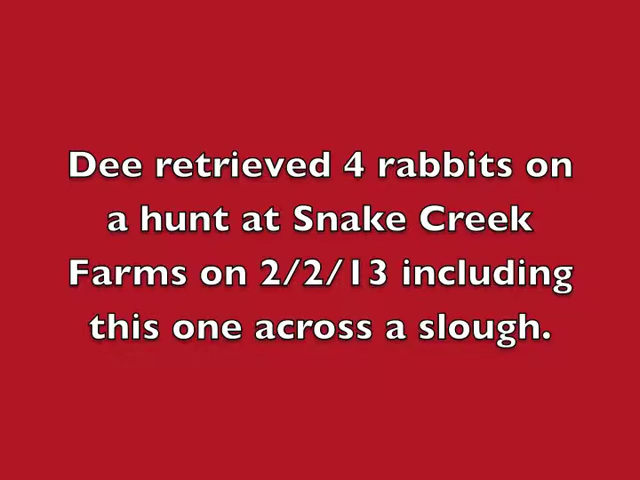 Dee retrieved 4 rabbits on
a hunt at Snake Creek
Farms on 2/2/13 including
this one across a slough.